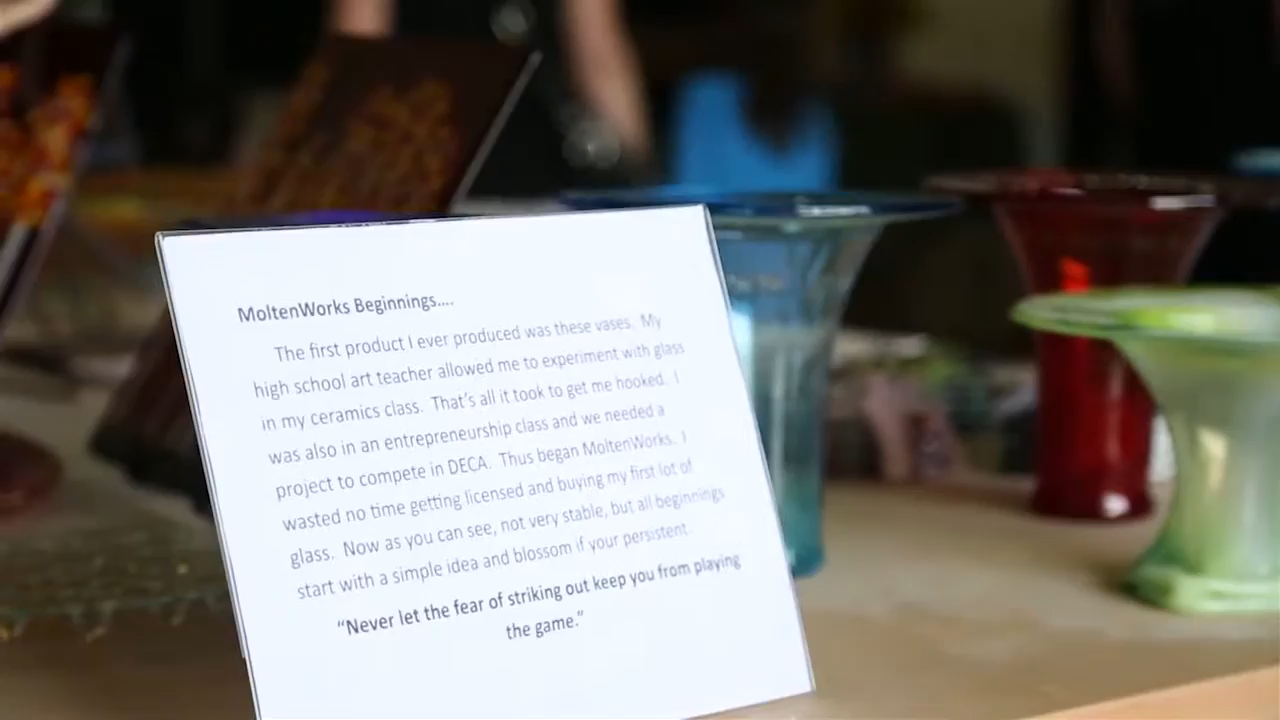 MoltenWorks Beginnings....
The first product I ever produced was these vases. My
high school art teacher allowed me to experiment with glass
in my ceramics class. That's all it took to get me hooked. I
was also in an entrepreneurship class and we needed a
project to compete in DECA. Thus began MoltenWorks. I
wasted no time getting licensed and buying my first lot of
glass. Now as you can see, not very stable, but all beginnings
start with a simple idea and blossom if your persistent.
“Never let the fear of striking out keep you from playing
the game.”